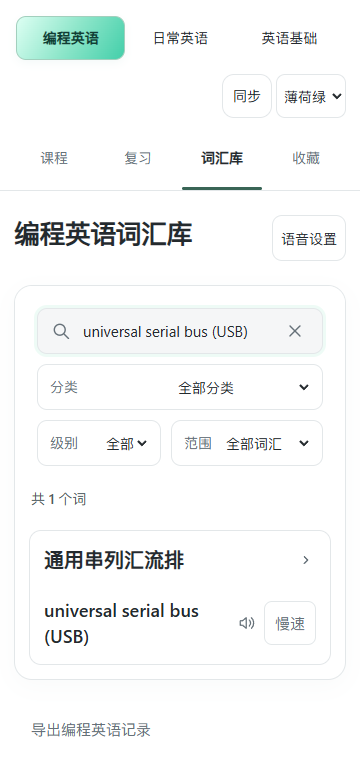 编程英语 日常英语 英语基础
同步 薄荷绿
课程 复习 词汇库 收藏
编程英语词汇库 语音设置
universal serial bus (USB)
分类 全部分类
级别 全部 范围 全部词汇
共 1 个词
通用串列汇流排
universal serial bus
(USB)
慢速
导出编程英语记录